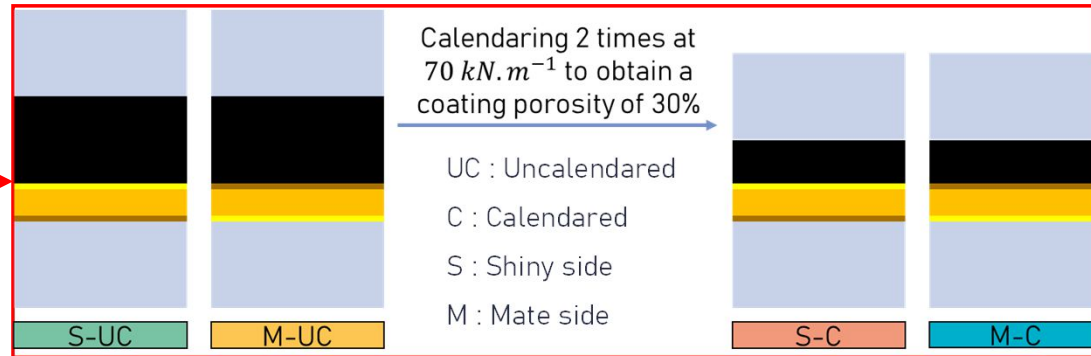 Calendaring 2 times at
70 kN.m⁻¹ to obtain a
coating porosity of 30%
UC : Uncalendared
C : Calendared
S : Shiny side
M : Mate side
S-UC
M-UC
S-C
M-C